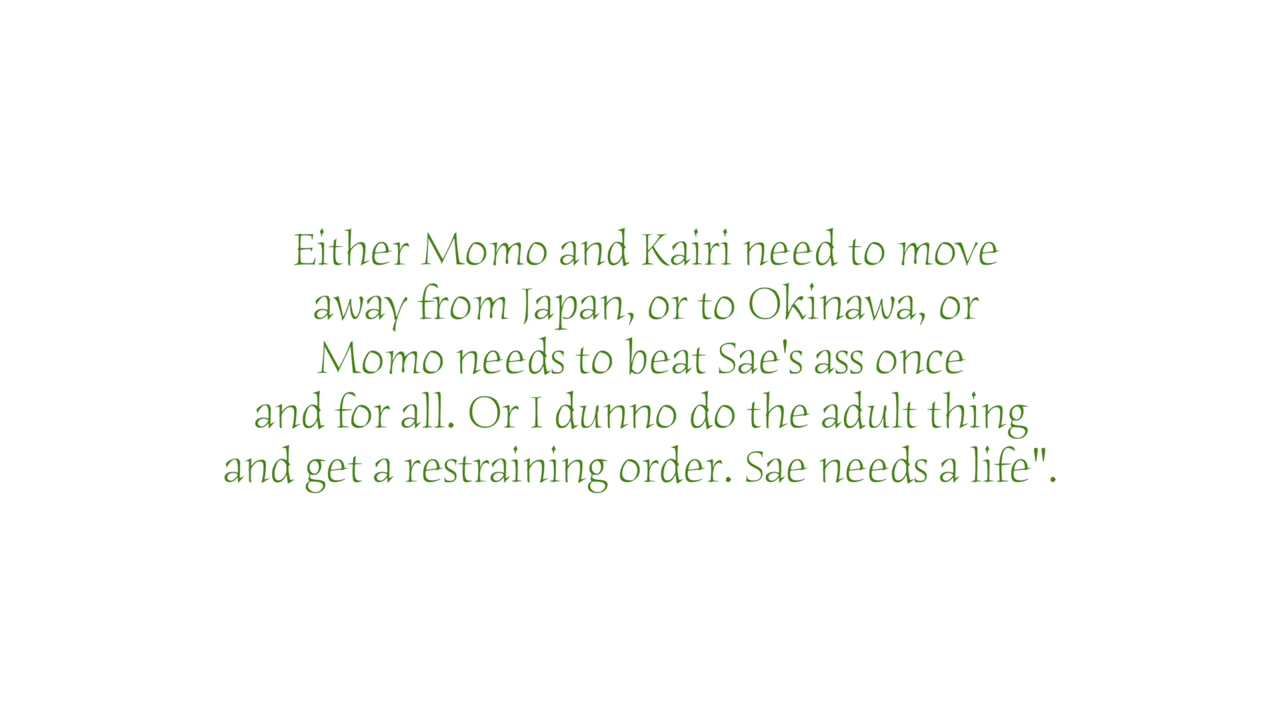 Either Momo and Kairi need to move
away from Japan, or to Okinawa, or
Momo needs to beat Sae's ass once
and for all. Or I dunno do the adult thing
and get a restraining order. Sae needs a life".